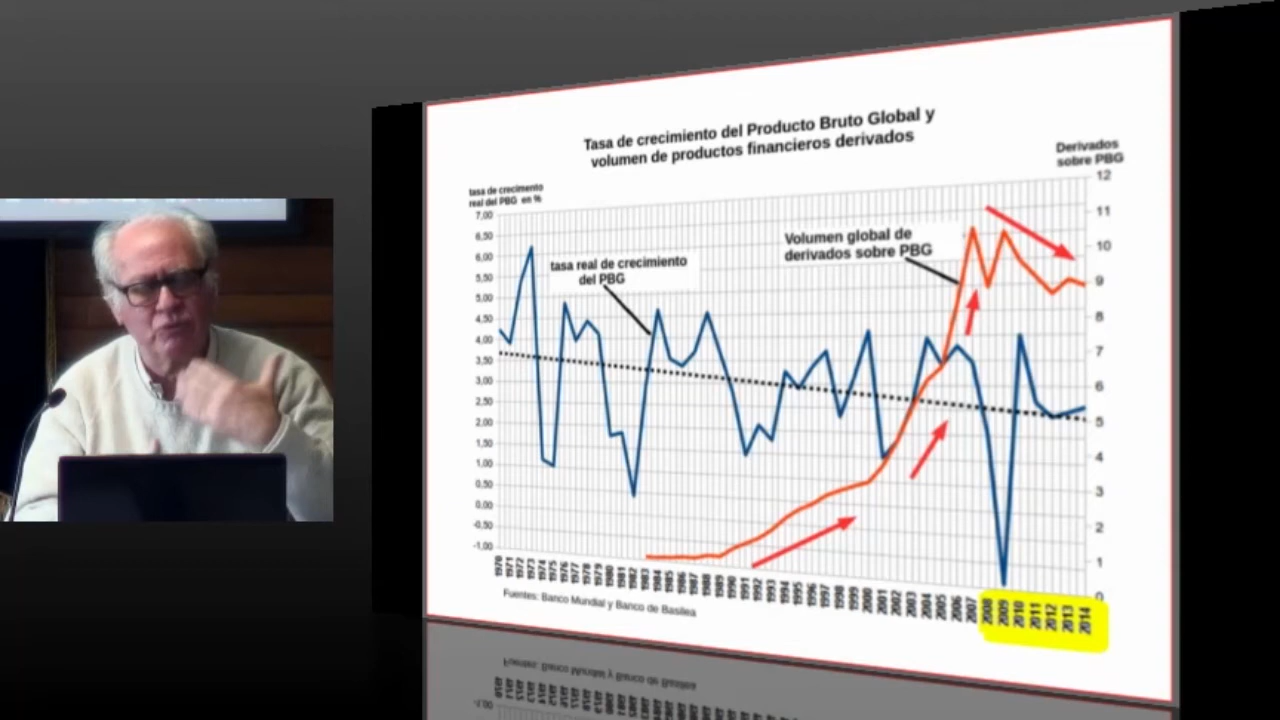 Tasa de crecimiento del Producto Bruto Global y
volumen de productos financieros derivados
tasa de crecimento
real del PBG en %
Derivados
sobre PBG
7,00
6,50
6,00
5,50
5,00
4,50
4,00
3,50
3,00
2,50
2,00
1,50
1,00
0,50
0,00
-0,50
-1,00
tasa real de crecimiento
del PBG
Volumen global de
derivados sobre PBG
12
11
10
9
8
7
6
5
4
3
2
1
0
1970 1971 1972 1973 1974 1975 1976 1977 1978 1979 1980 1981 1982 1983 1984 1985 1986 1987 1988 1989 1990 1991 1992 1993 1994 1995 1996 1997 1998 1999 2000 2001 2002 2003 2004 2005 2006 2007 2008 2009 2010 2011 2012 2013 2014
Fuentes: Banco Mundial y Banco de Basilea